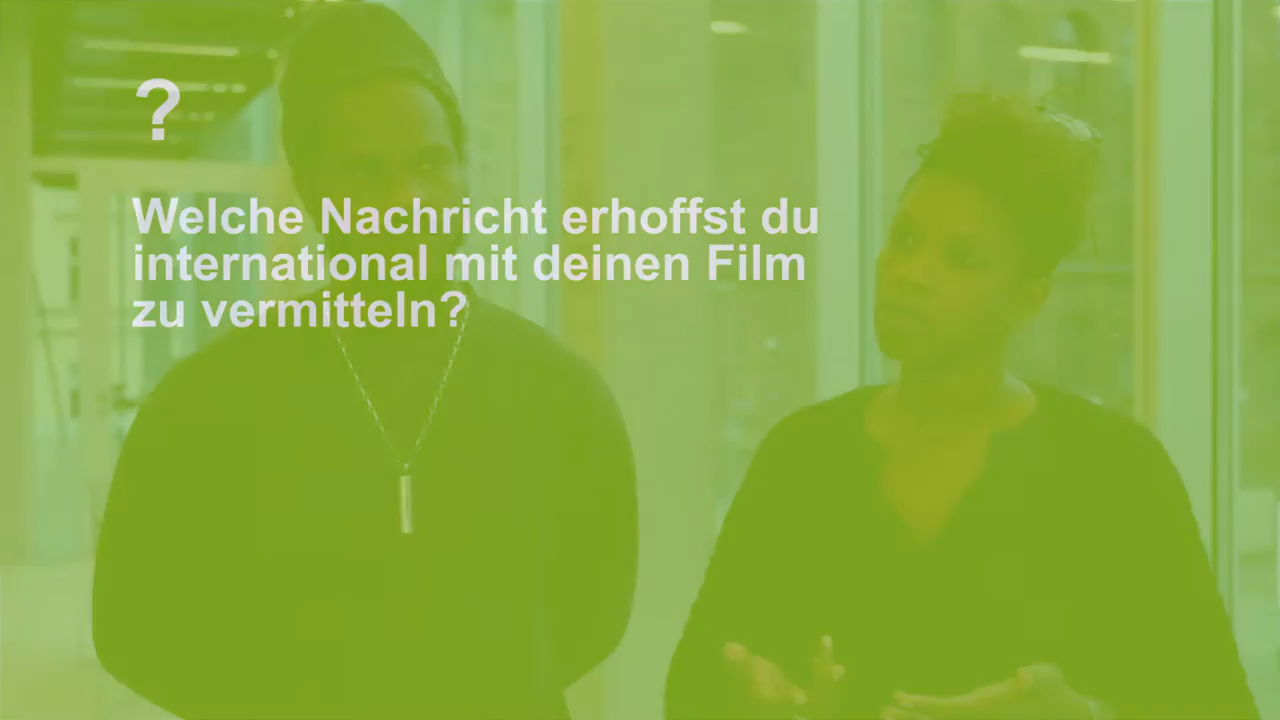 ?
Welche Nachricht erhoffst du
international mit deinen Film
zu vermitteln?